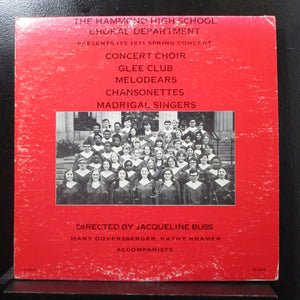 THE HAMMOND HIGH SCHOOL
CHORAL DEPARTMENT
PRESENTS ITS 1971 SPRING CONCERT
CONCERT CHOIR
GLEE CLUB
MELODEARS
CHANSONETTES
MADRIGAL SINGERS
DIRECTED BY JACQUELINE BUSS
MARY DOVERSBERGER, KATHY KRAMER
ACCOMPANISTS